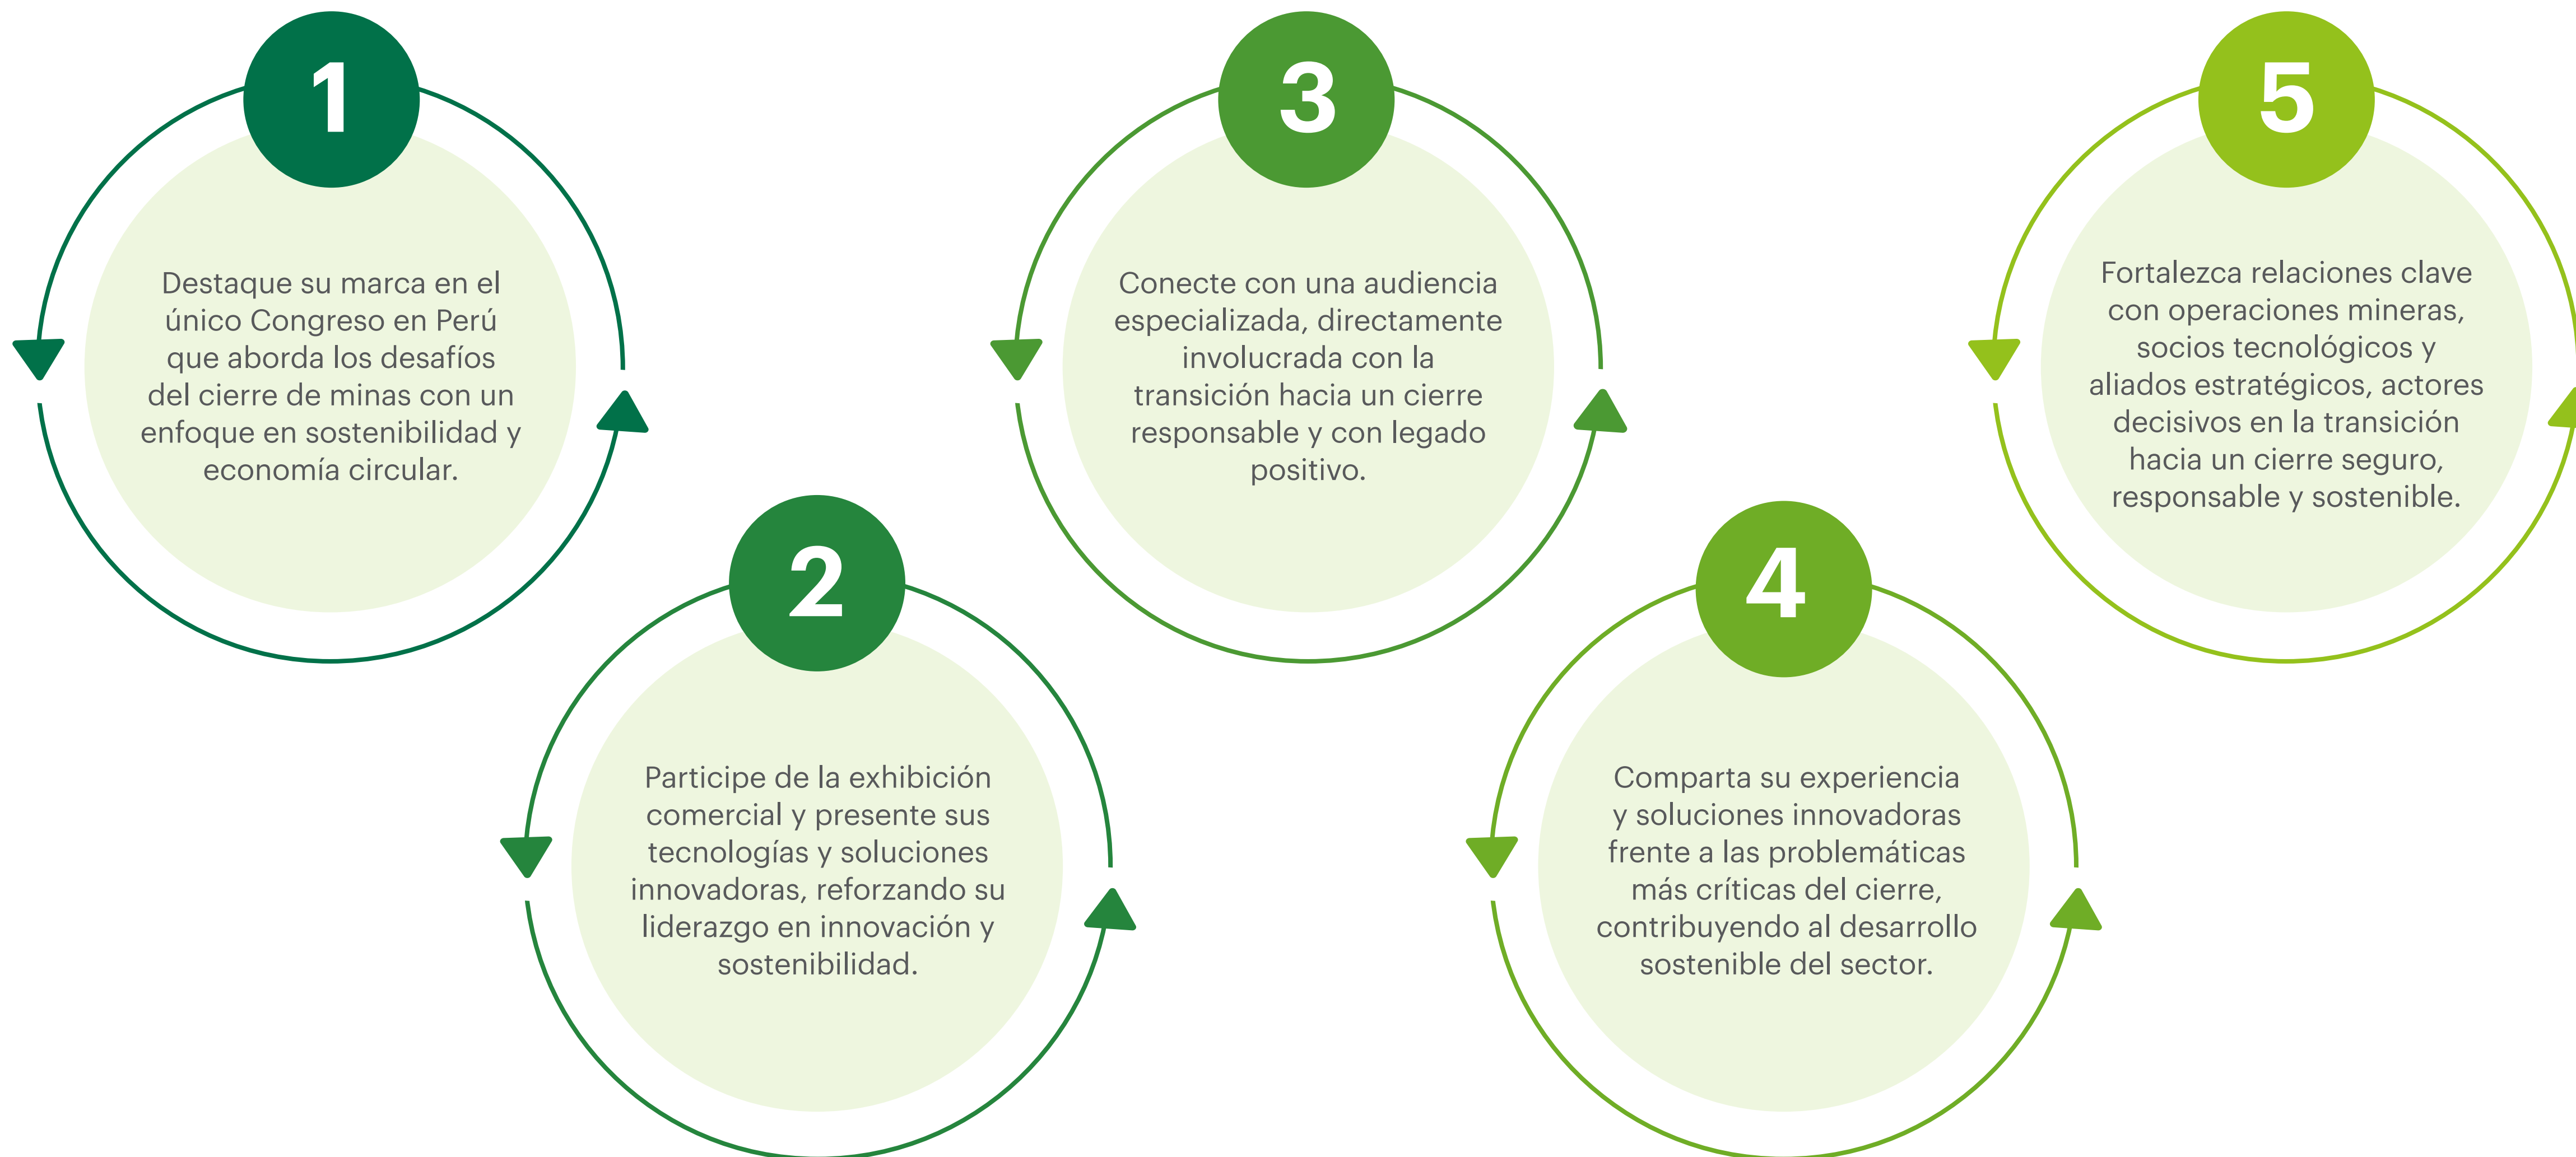 1
Destaque su marca en el
único Congreso en Perú
que aborda los desafíos
del cierre de minas con un
enfoque en sostenibilidad y
economía circular.
2
Participe de la exhibición
comercial y presente sus
tecnologías y soluciones
innovadoras, reforzando su
liderazgo en innovación y
sostenibilidad.
3
Conecte con una audiencia
especializada, directamente
involucrada con la
transición hacia un cierre
responsable y con legado
positivo.
4
Comparta su experiencia
y soluciones innovadoras
frente a las problemáticas
más críticas del cierre,
contribuyendo al desarrollo
sostenible del sector.
5
Fortalezca relaciones clave
con operaciones mineras,
socios tecnológicos y
aliados estratégicos, actores
decisivos en la transición
hacia un cierre seguro,
responsable y sostenible.